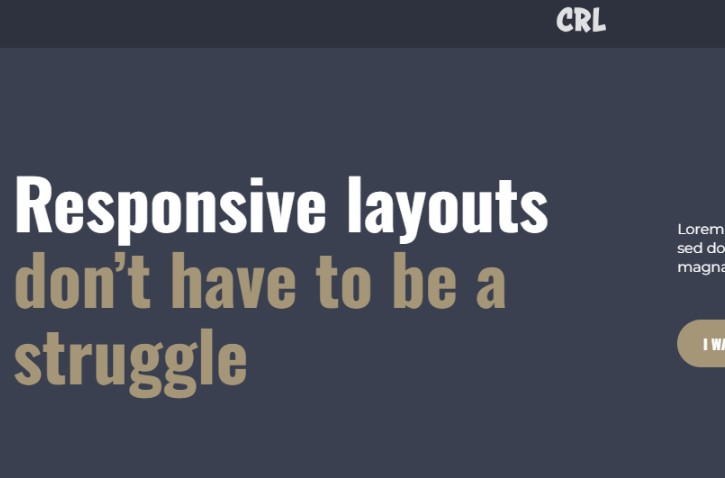 CRL
Responsive layouts
don't have to be a
struggle
Lorem
sed do
magna
I WA